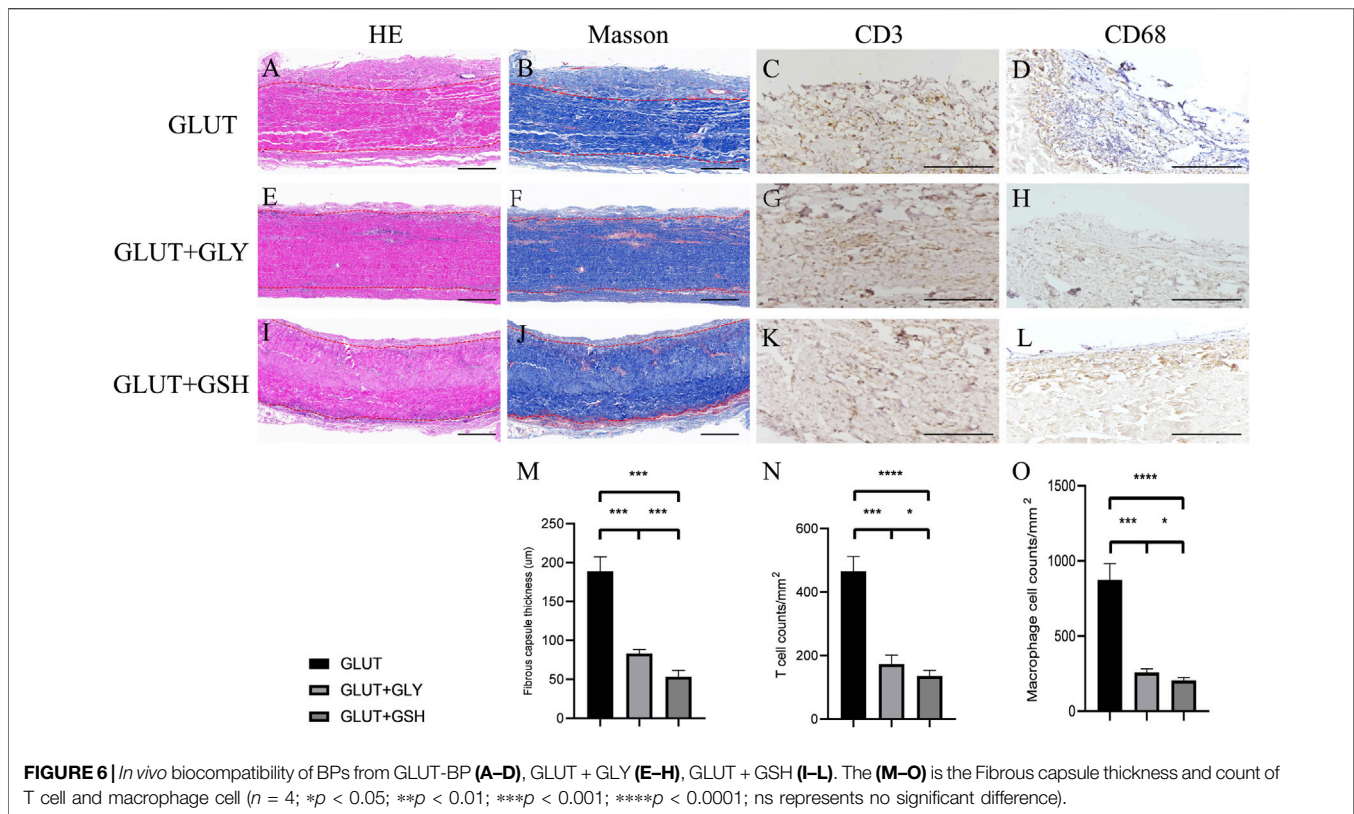 HE Masson CD3 CD68
GLUT
A B C D
GLUT+GLY
E F G H
GLUT+GSH
I J K L
M
***
*** ***
Fibrous capsule thickness (um)
250
200
150
100
50
0
N
****
*** *
T cell counts/mm²
600
400
200
0
O
****
*** *
Macrophage cell counts/mm²
1500
1000
500
0
GLUT
GLUT+GLY
GLUT+GSH
FIGURE 6 | In vivo biocompatibility of BPs from GLUT-BP (A–D), GLUT + GLY (E–H), GLUT + GSH (I–L). The (M–O) is the Fibrous capsule thickness and count of
T cell and macrophage cell (n = 4; *p < 0.05; **p < 0.01; ***p < 0.001; ****p < 0.0001; ns represents no significant difference).